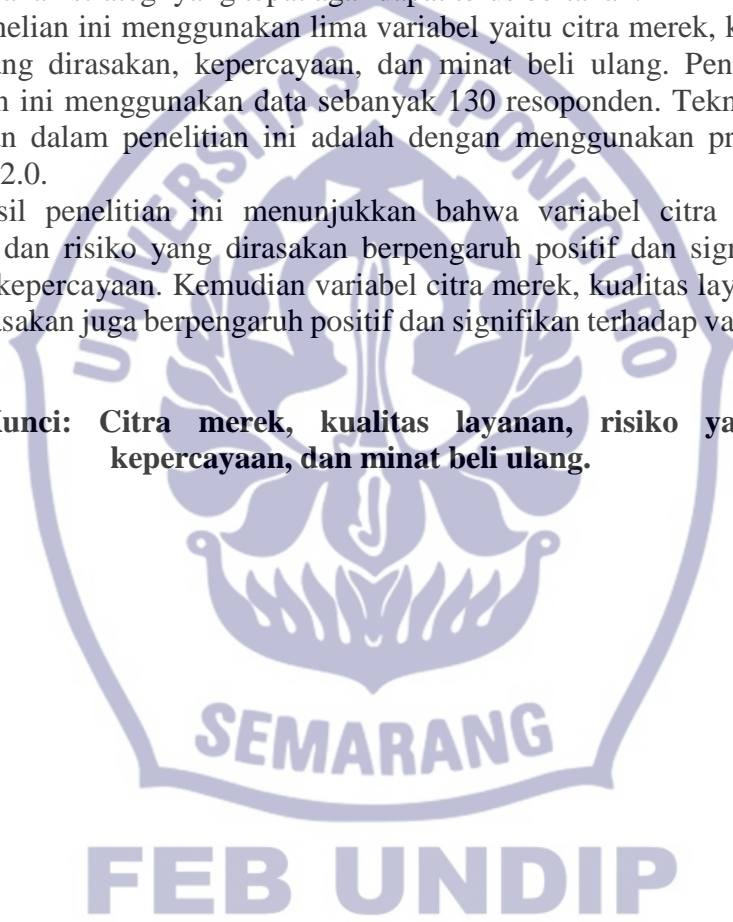 nelian ini menggunakan lima variabel yaitu citra merek, k
ng dirasakan, kepercayaan, dan minat beli ulang. Pen
n ini menggunakan data sebanyak 130 resoponden. Tekn
n dalam penelitian ini adalah dengan menggunakan pr
2.0.
sil penelitian ini menunjukkan bahwa variabel citra
dan risiko yang dirasakan berpengaruh positif dan sign
kepercayaan. Kemudian variabel citra merek, kualitas lay
asakan juga berpengaruh positif dan signifikan terhadap va
Kunci: Citra merek, kualitas layanan, risiko ya
kepercayaan, dan minat beli ulang.
UNIVERSITAS DIPONEGORO
SEMARANG
FEB UNDIP